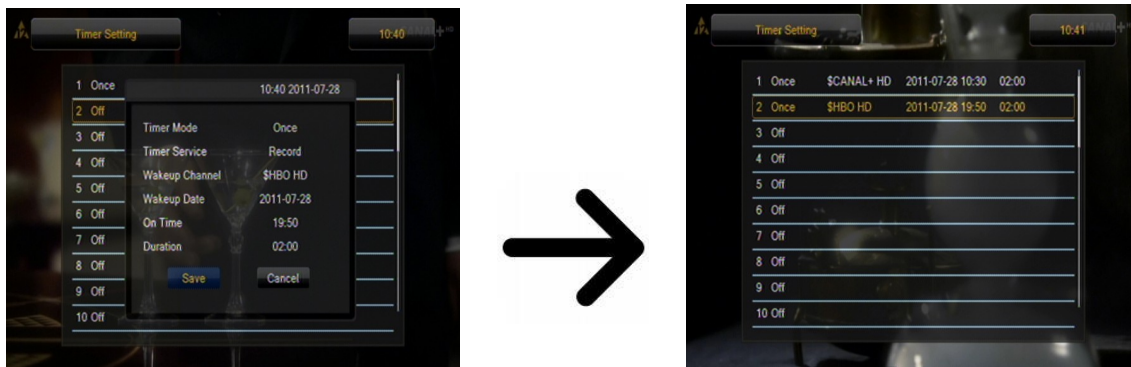 Timer Setting
10:40
1 Once
10:40 2011-07-28
2 Off
Timer Mode Once
3 Off
Timer Service Record
4 Off
Wakeup Channel $HBO HD
5 Off
Wakeup Date 2011-07-28
6 Off
On Time 19:50
7 Off
Duration 02:00
8 Off
Save Cancel
9 Off
10 Off
Timer Setting
10:41
1 Once $CANAL+ HD 2011-07-28 10:30 02:00
2 Once $HBO HD 2011-07-28 19:50 02:00
3 Off
4 Off
5 Off
6 Off
7 Off
8 Off
9 Off
10 Off